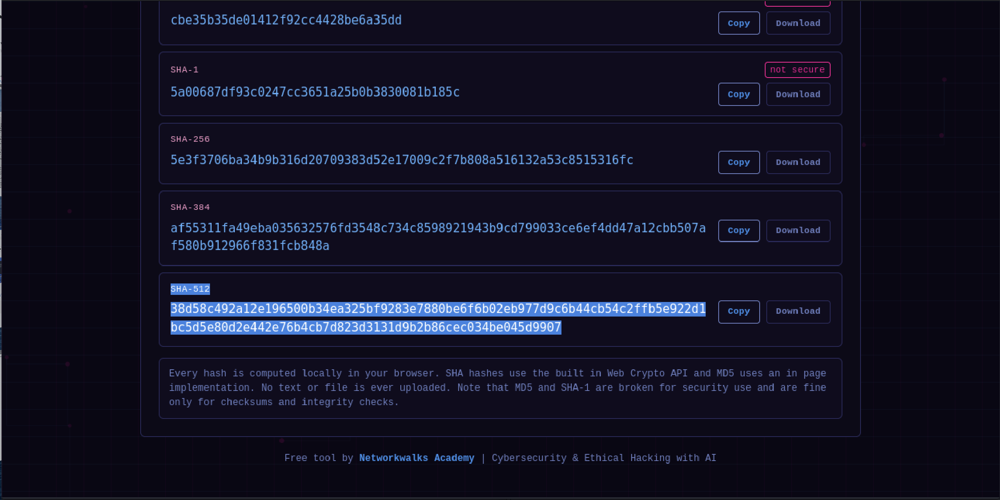 cbe35b35de01412f92cc4428be6a35dd
Copy Download
SHA-1 not secure
5a00687df93c0247cc3651a25b0b3830081b185c
Copy Download
SHA-256
5e3f3706ba34b9b316d20709383d52e17009c2f7b808a516132a53c8515316fc
Copy Download
SHA-384
af55311fa49eba035632576fd3548c734c8598921943b9cd799033ce6ef4dd47a12cbb507a
Copy Download
f580b912966f831fcb848a
SHA-512
38d58c492a12e196500b34ea325bf9283e7880be6f6b02eb977d9c6b44cb54c2ffb5e922d1
Copy Download
bc5d5e80d2e442e76b4cb7d823d3131d9b2b86cec034be045d9907
Every hash is computed locally in your browser. SHA hashes use the built in Web Crypto API and MD5 uses an in page
implementation. No text or file is ever uploaded. Note that MD5 and SHA-1 are broken for security use and are fine
only for checksums and integrity checks.
Free tool by Networkwalks Academy | Cybersecurity & Ethical Hacking with AI